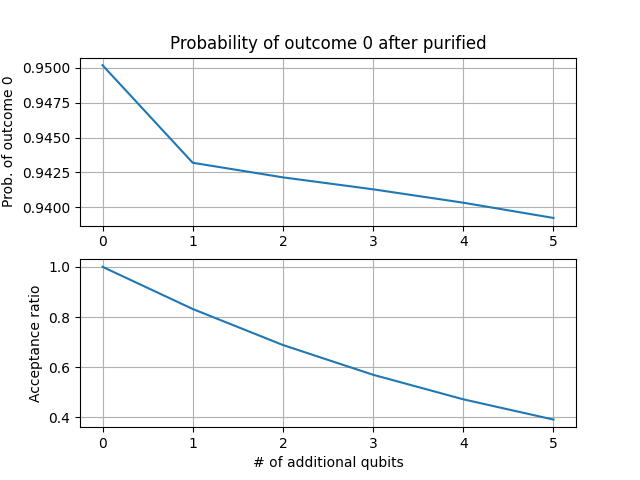 Probability of outcome 0 after purified
Prob. of outcome 0
0.9500
0.9475
0.9450
0.9425
0.9400
0 1 2 3 4 5
Acceptance ratio
1.0
0.8
0.6
0.4
0 1 2 3 4 5
# of additional qubits